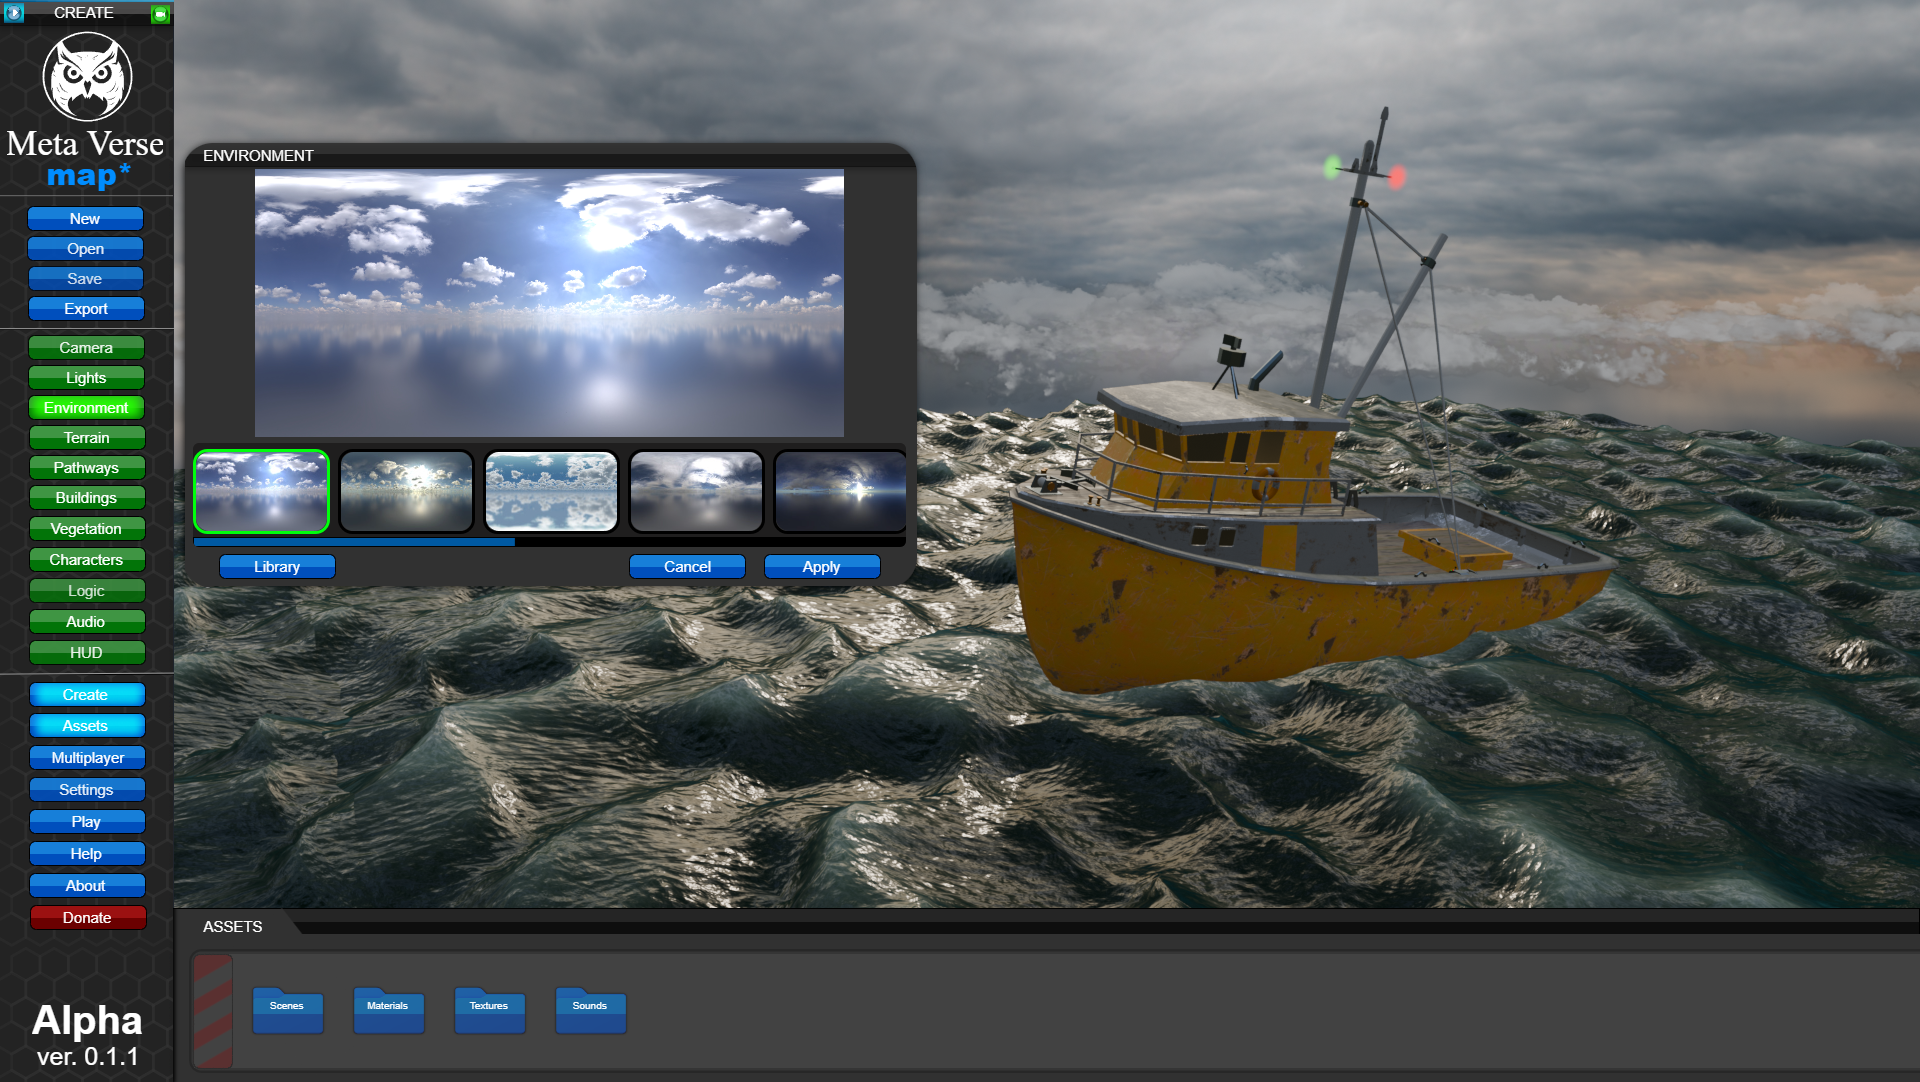 CREATE
Meta Verse
map*
New
Open
Save
Export
Camera
Lights
Environment
Terrain
Pathways
Buildings
Vegetation
Characters
Logic
Audio
HUD
Create
Assets
Multiplayer
Settings
Play
Help
About
Donate
Alpha
ver. 0.1.1
ENVIRONMENT
Library
Cancel
Apply
ASSETS
Scenes
Materials
Textures
Sounds